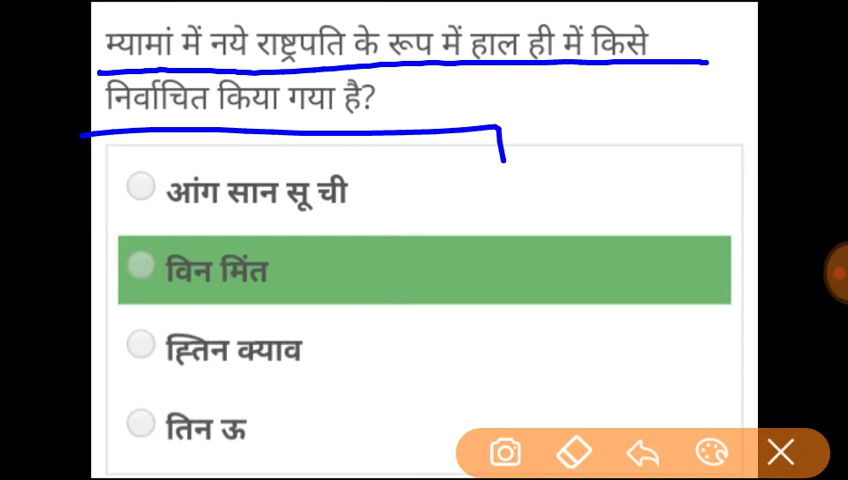 म्यामां में नये राष्ट्रपति के रूप में हाल ही में किसे
निर्वाचित किया गया है?
आंग सान सू ची
विन मिंत
ह्तिन क्याव
तिन ऊ